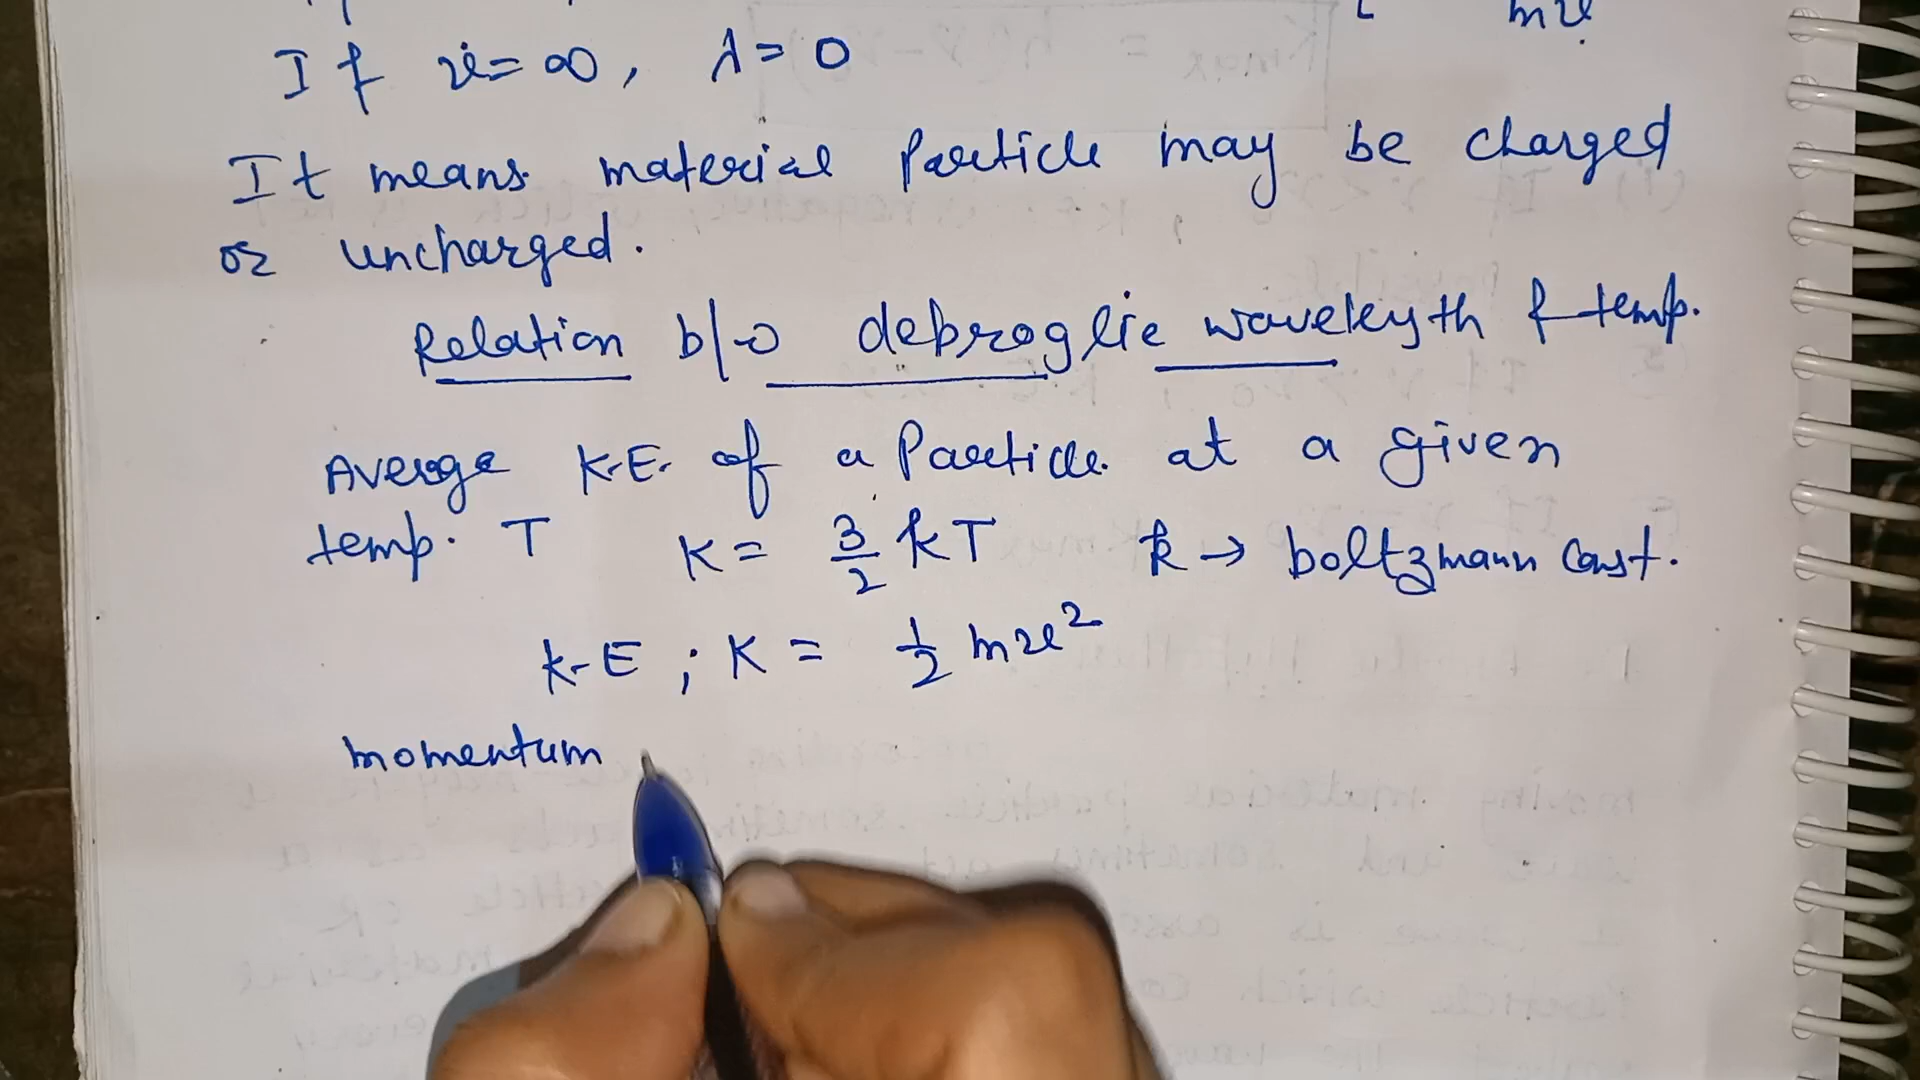 mv
If v = ∞, λ = 0
It means material Particle may be charged
or uncharged.
Relation b/w debroglie wavelength & temp.
Average K.E. of a Particle at a given
temp. T K = 3/2 kT k → boltzmann Const.
K.E ; K = 1/2 mv²
momentum